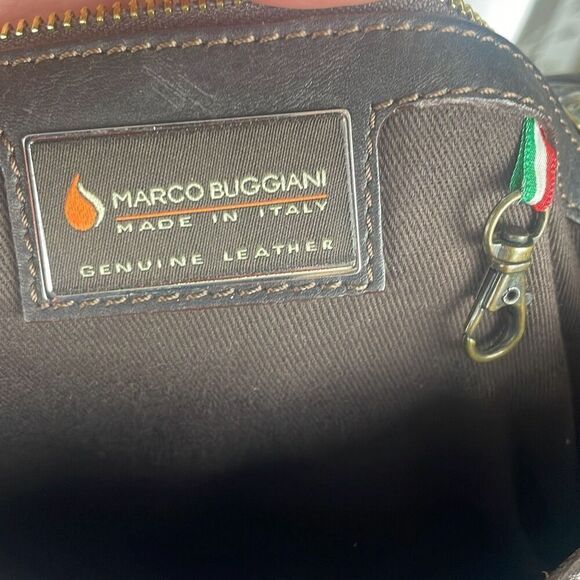 MARCO BUGGIANI
MADE IN ITALY
GENUINE LEATHER